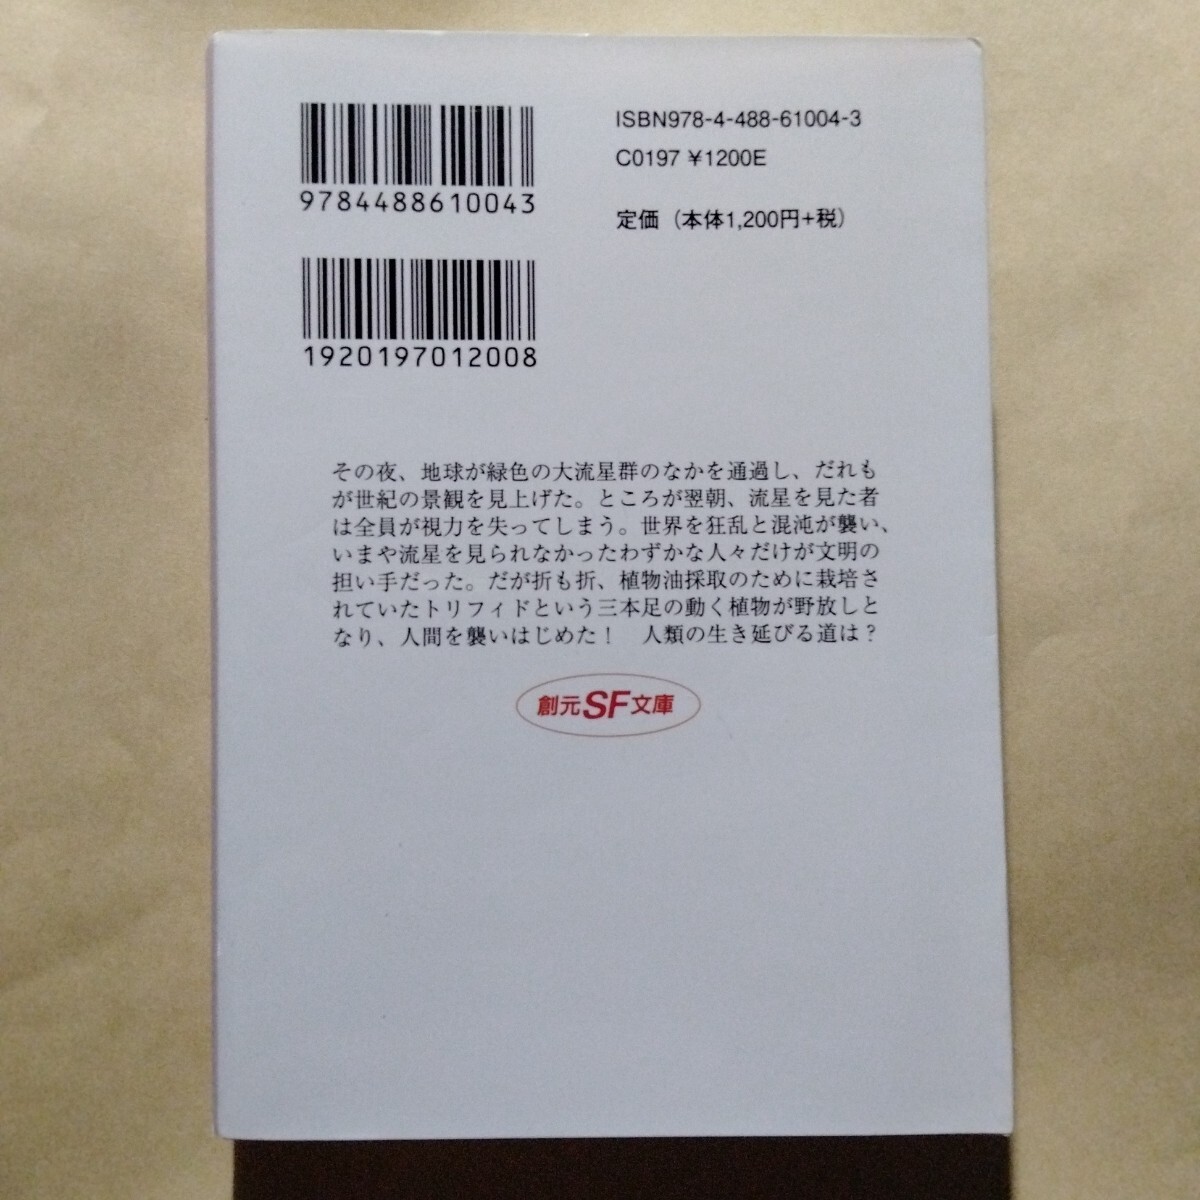 ISBN978-4-488-61004-3
C0197 ¥1200E
9784488610043
定価（本体1,200円+税）
1920197012008
その夜、地球が緑色の大流星群のなかを通過し、だれも
が世紀の景観を見上げた。ところが翌朝、流星を見た者
は全員が視力を失ってしまう。世界を狂乱と混沌が襲い、
いまや流星を見られなかったわずかな人々だけが文明の
担い手だった。だが折も折、植物油採取のために栽培さ
れていたトリフィドという三本足の動く植物が野放しと
なり、人間を襲いはじめた！　人類の生き延びる道は？
創元SF文庫